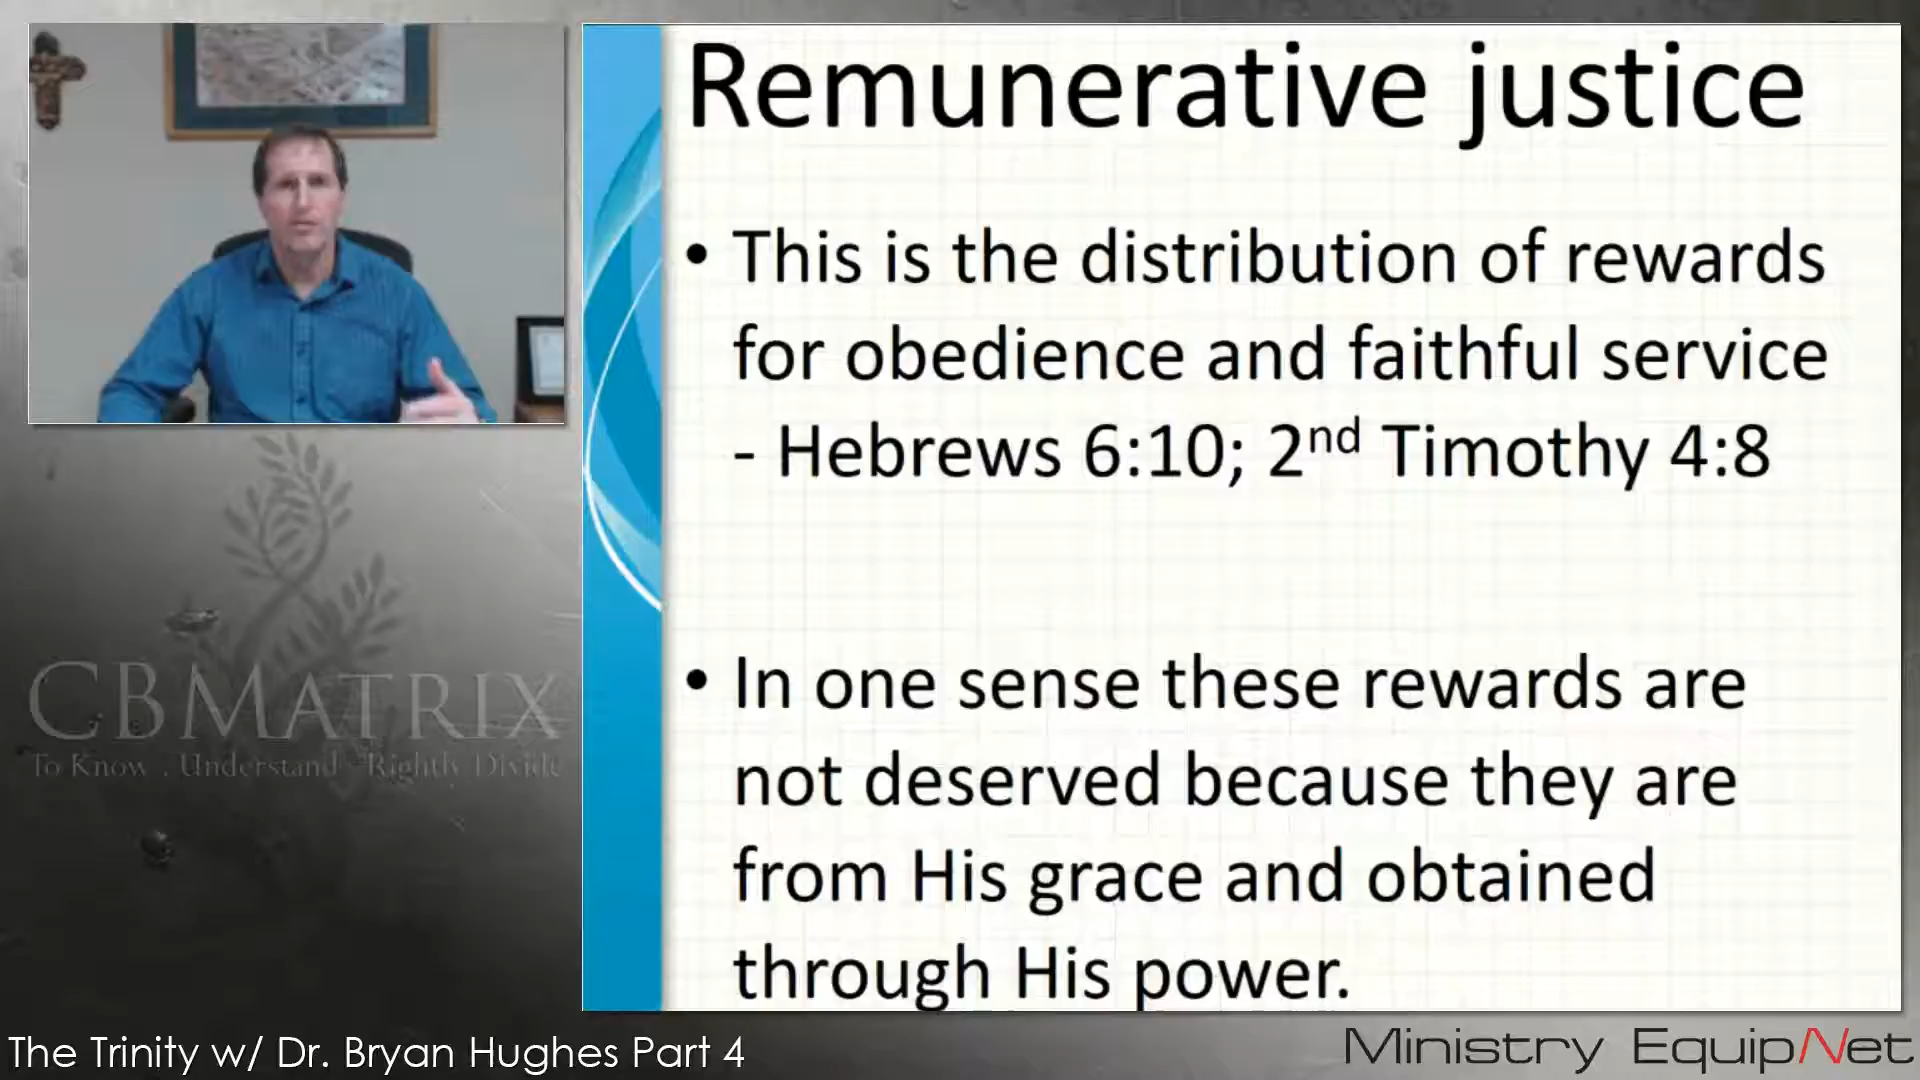 Remunerative justice
• This is the distribution of rewards
for obedience and faithful service
- Hebrews 6:10; 2nd Timothy 4:8
• In one sense these rewards are
not deserved because they are
from His grace and obtained
through His power.
CBMATRIX
To Know . Understand . Rightly Divide
The Trinity w/ Dr. Bryan Hughes Part 4
Ministry EquipNet